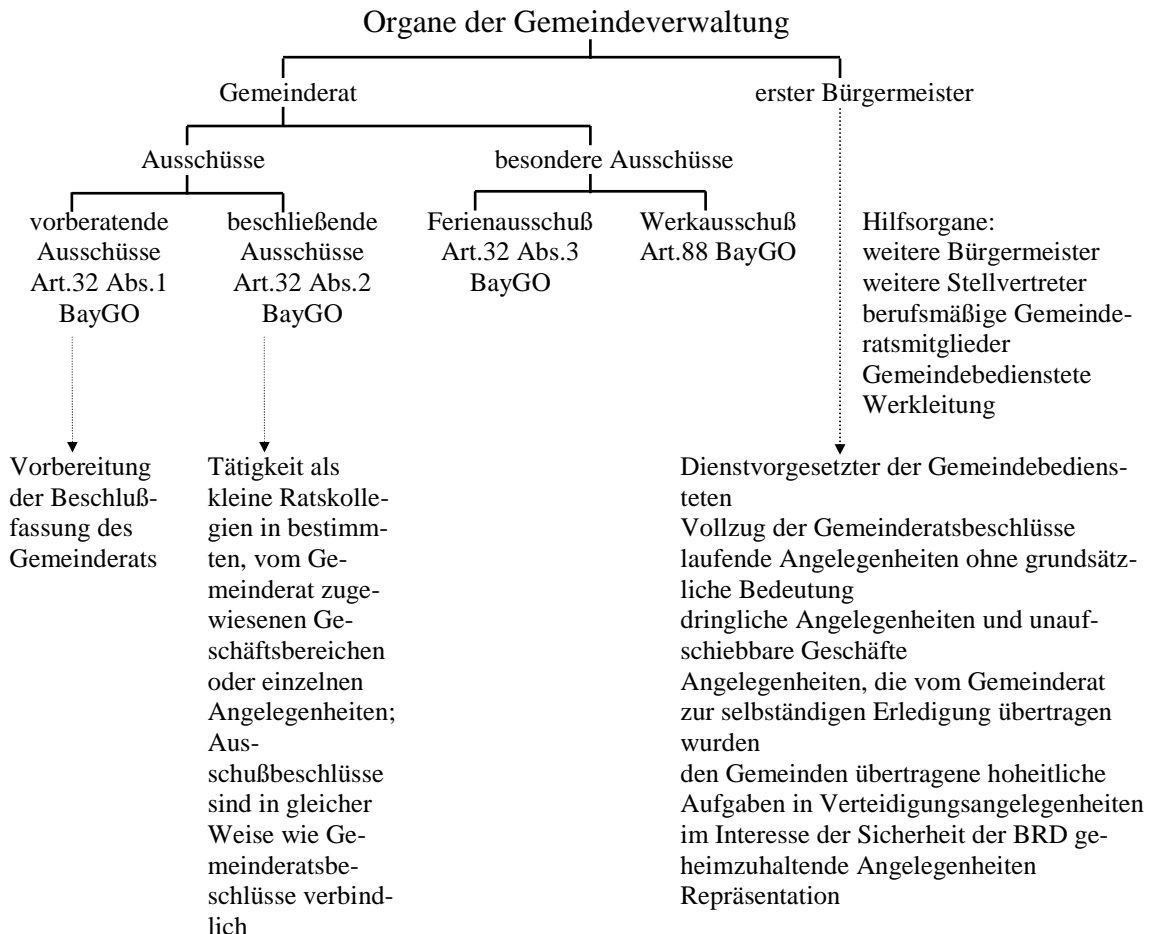 Organe der Gemeindeverwaltung
Gemeinderat
erster Bürgermeister
Ausschüsse
besondere Ausschüsse
vorberatende
Ausschüsse
Art.32 Abs.1
BayGO
beschließende
Ausschüsse
Art.32 Abs.2
BayGO
Ferienausschuß
Art.32 Abs.3
BayGO
Werkausschuß
Art.88 BayGO
Hilfsorgane:
weitere Bürgermeister
weitere Stellvertreter
berufsmäßige Gemeinde-
ratsmitglieder
Gemeindebedienstete
Werkleitung
Vorbereitung
der Beschluß-
fassung des
Gemeinderats
Tätigkeit als
kleine Ratskolle-
gien in bestimm-
ten, vom Ge-
meinderat zuge-
wiesenen Ge-
schäftsbereichen
oder einzelnen
Angelegenheiten;
Aus-
schußbeschlüsse
sind in gleicher
Weise wie Ge-
meinderatsbe-
schlüsse verbind-
lich
Dienstvorgesetzter der Gemeindebediens-
teten
Vollzug der Gemeinderatsbeschlüsse
laufende Angelegenheiten ohne grundsätz-
liche Bedeutung
dringliche Angelegenheiten und unauf-
schiebbare Geschäfte
Angelegenheiten, die vom Gemeinderat
zur selbständigen Erledigung übertragen
wurden
den Gemeinden übertragene hoheitliche
Aufgaben in Verteidigungsangelegenheiten
im Interesse der Sicherheit der BRD ge-
heimzuhaltende Angelegenheiten
Repräsentation